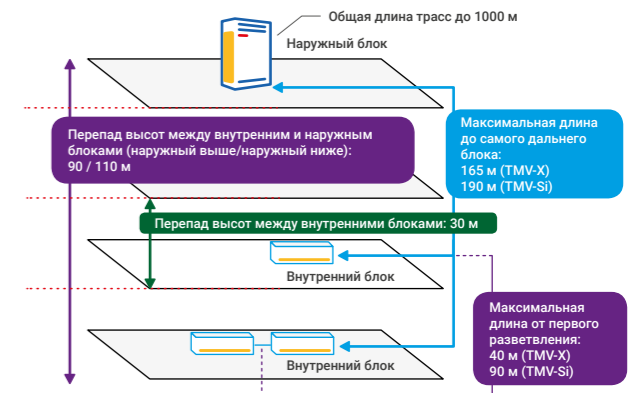 Общая длина трасс до 1000 м
Наружный блок
Перепад высот между внутренним и наружным
блоками (наружный выше/наружный ниже):
90 / 110 м
Максимальная длина
до самого дальнего
блока:
165 м (TMV-X)
190 м (TMV-Si)
Перепад высот между внутренними блоками: 30 м
Внутренний блок
Максимальная
длина от первого
разветвления:
40 м (TMV-X)
90 м (TMV-Si)
Внутренний блок